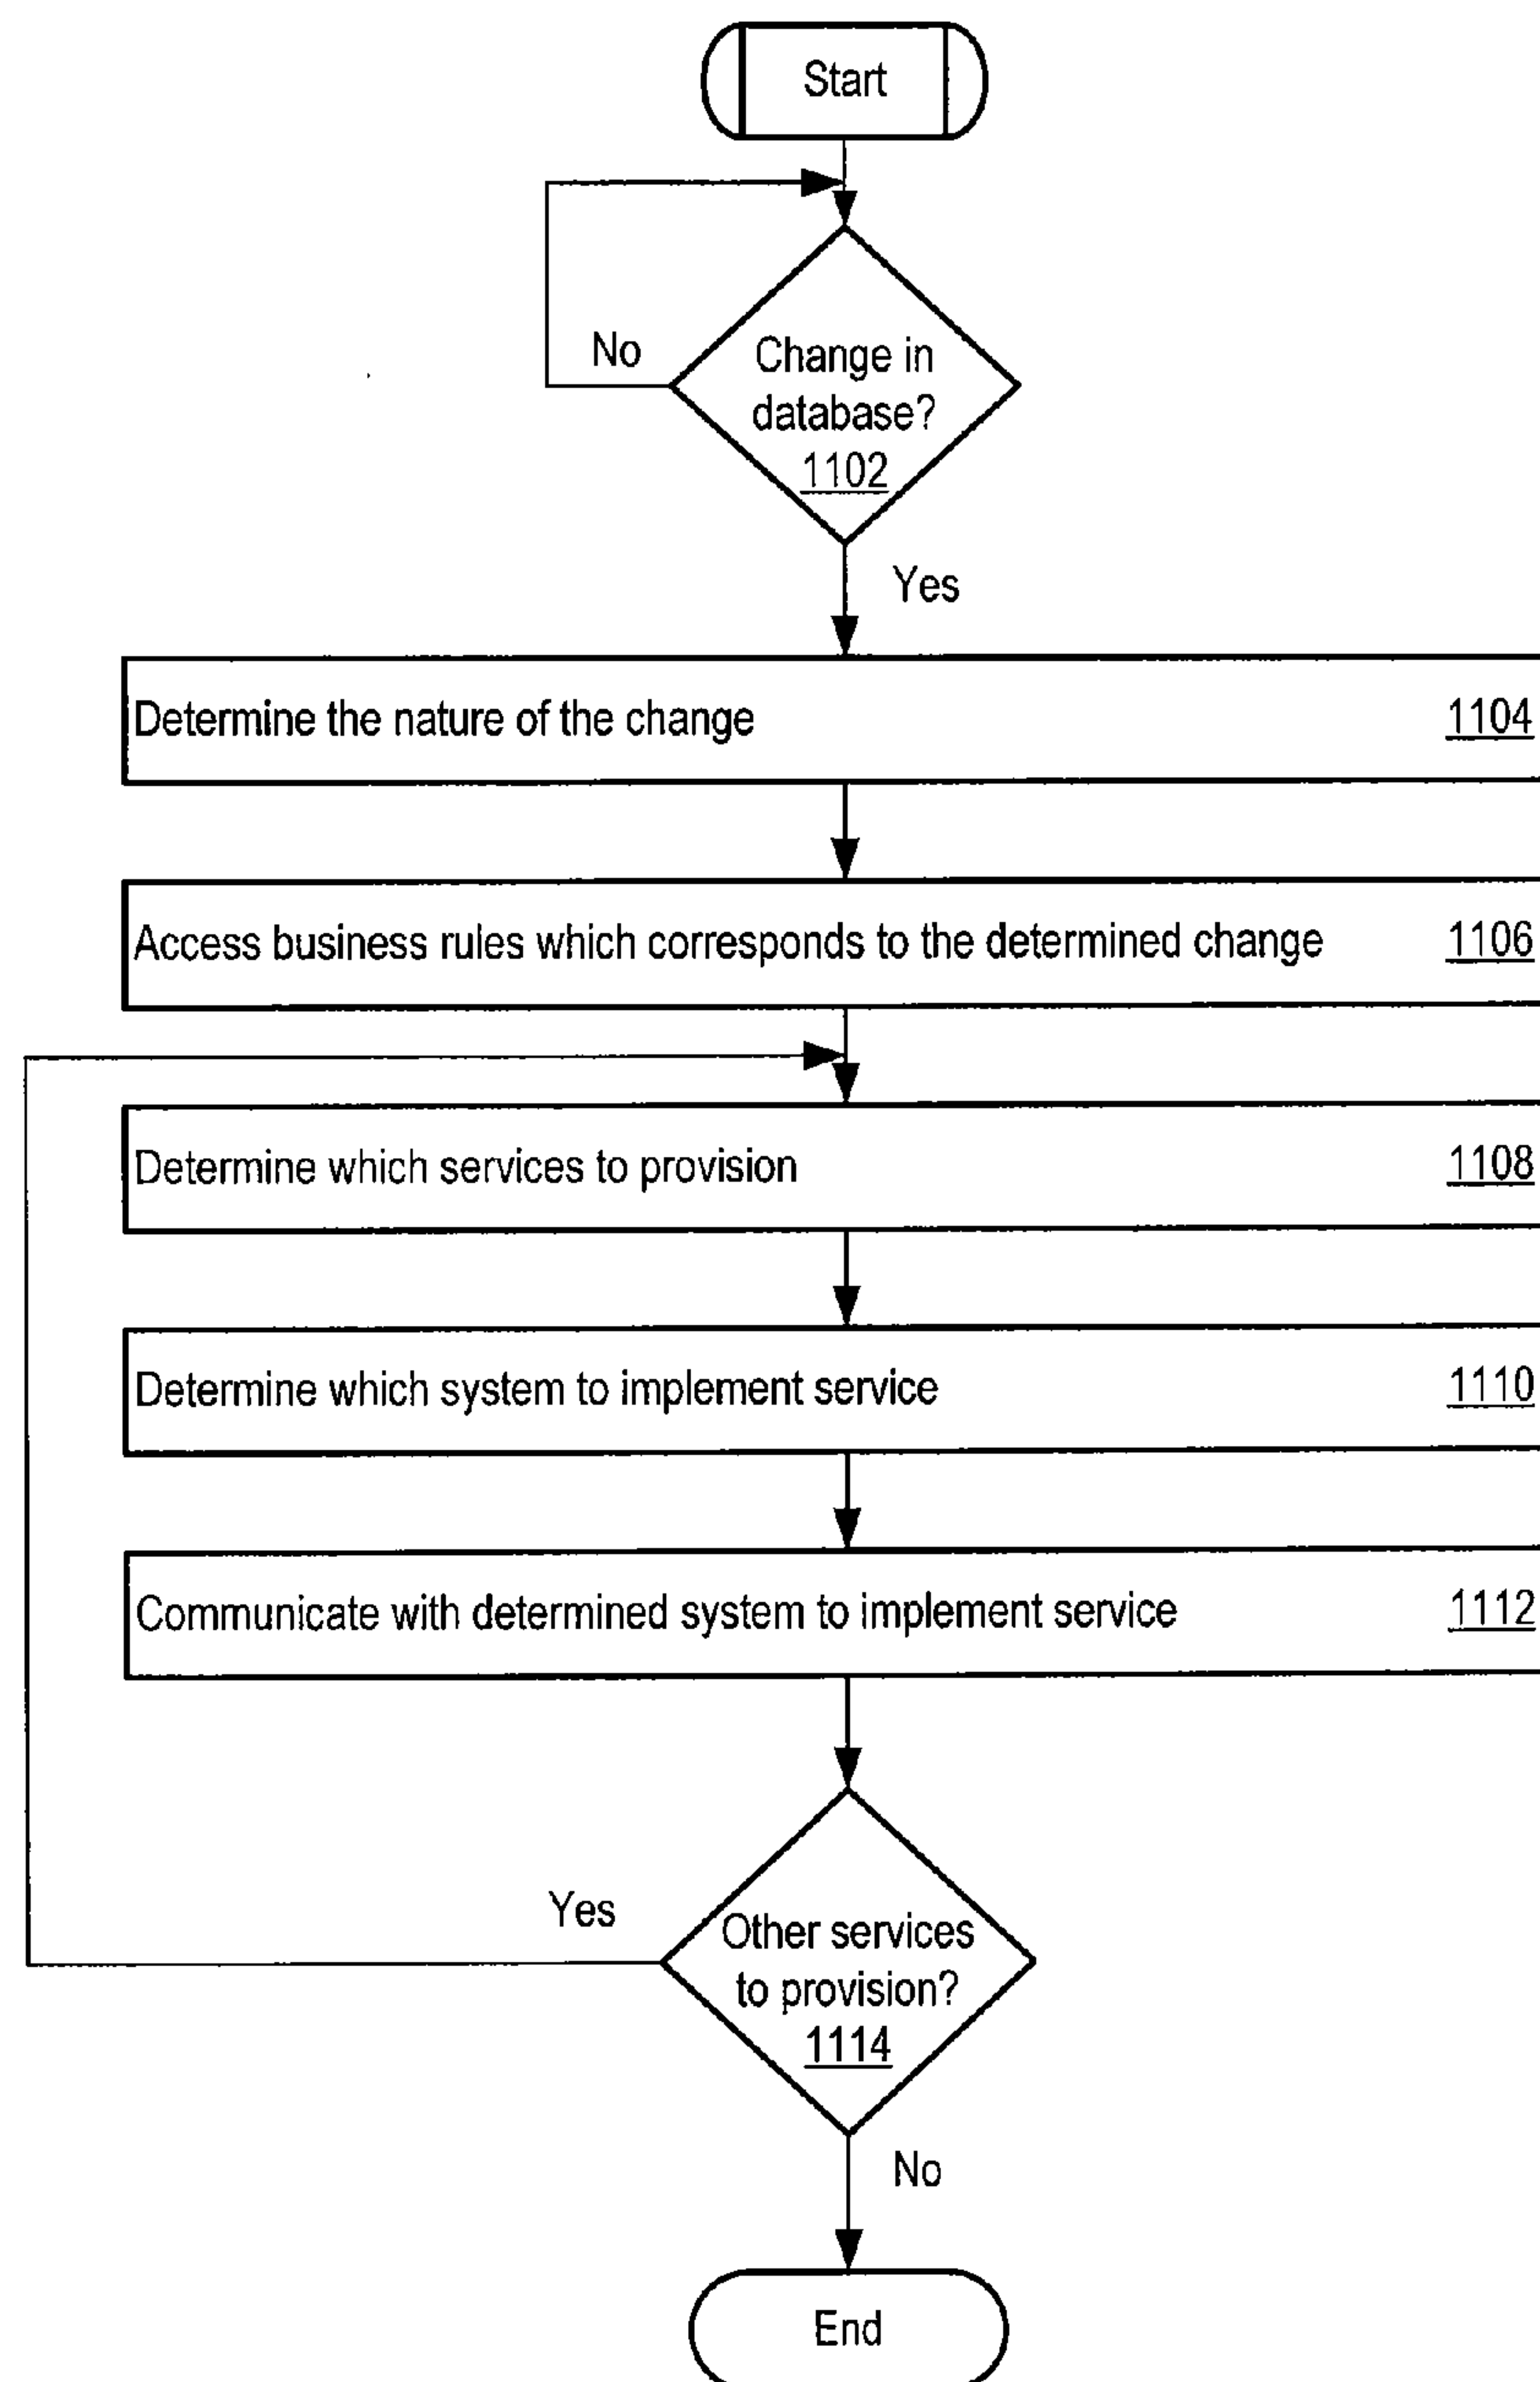 Start
No
Change in
database?
1102
Yes
Determine the nature of the change 1104
Access business rules which corresponds to the determined change 1106
Determine which services to provision 1108
Determine which system to implement service 1110
Communicate with determined system to implement service 1112
Yes
Other services
to provision?
1114
No
End